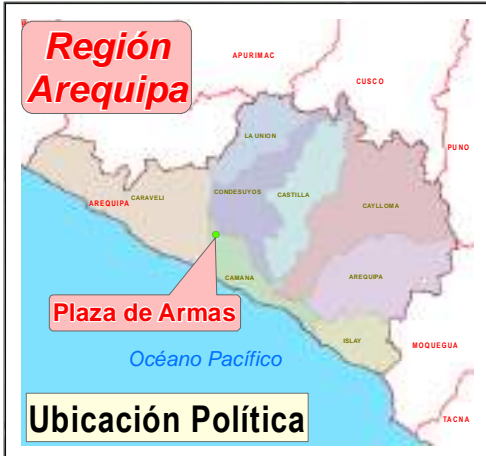 Región
Arequipa
APURIMAC
CUSCO
LA UNION
PUNO
CARAVELI
CONDESUYOS
CASTILLA
AREQUIPA
CAYLLOMA
CAMANA
AREQUIPA
Plaza de Armas
ISLAY
MOQUEGUA
Océano Pacífico
Ubicación Política
TACNA